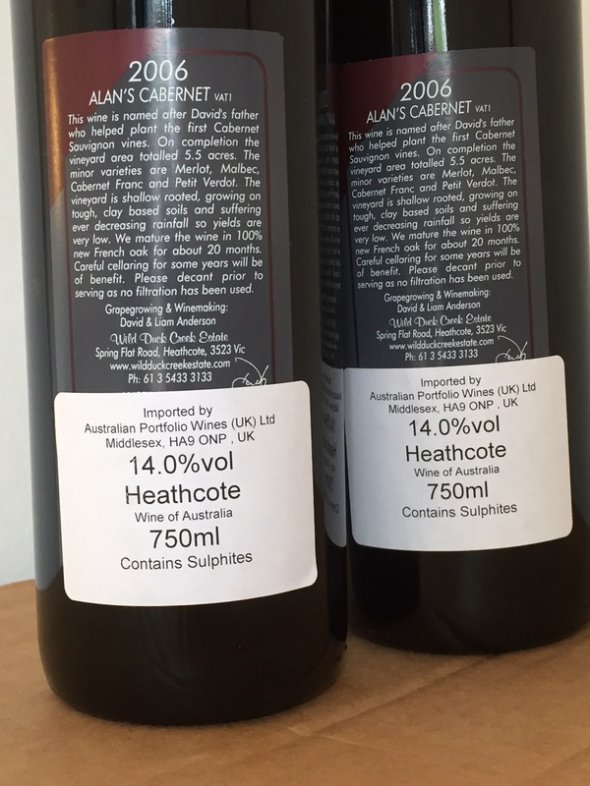 2006
ALAN'S CABERNET VAT1
This wine is named after David's father
who helped plant the first Cabernet
Sauvignon vines. On completion the
vineyard area totalled 5.5 acres. The
minor varieties are Merlot, Malbec,
Cabernet Franc and Petit Verdot. The
vineyard is shallow rooted, growing on
tough, clay based soils and suffering
ever decreasing rainfall so yields are
very low. We mature the wine in 100%
new French oak for about 20 months.
Careful cellaring for some years will be
of benefit. Please decant prior to
serving as no filtration has been used.
Grapegrowing & Winemaking:
David & Liam Anderson
Wild Duck Creek Estate
Spring Flat Road, Heathcote, 3523 Vic
www.wildduckcreekestate.com
Ph: 61 3 5433 3133
Imported by
Australian Portfolio Wines (UK) Ltd
Middlesex, HA9 ONP , UK
14.0%vol
Heathcote
Wine of Australia
750ml
Contains Sulphites
2006
ALAN'S CABERNET VAT1
This wine is named after David's father
who helped plant the first Cabernet
Sauvignon vines. On completion the
vineyard area totalled 5.5 acres. The
minor varieties are Merlot, Malbec,
Cabernet Franc and Petit Verdot. The
vineyard is shallow rooted, growing on
tough, clay based soils and suffering
ever decreasing rainfall so yields are
very low. We mature the wine in 100%
new French oak for about 20 months.
Careful cellaring for some years will be
of benefit. Please decant prior to
serving as no filtration has been used.
Grapegrowing & Winemaking:
David & Liam Anderson
Wild Duck Creek Estate
Spring Flat Road, Heathcote, 3523 Vic
www.wildduckcreekestate.com
Ph: 61 3 5433 3133
Imported by
Australian Portfolio Wines (UK) Ltd
Middlesex, HA9 ONP , UK
14.0%vol
Heathcote
Wine of Australia
750ml
Contains Sulphites